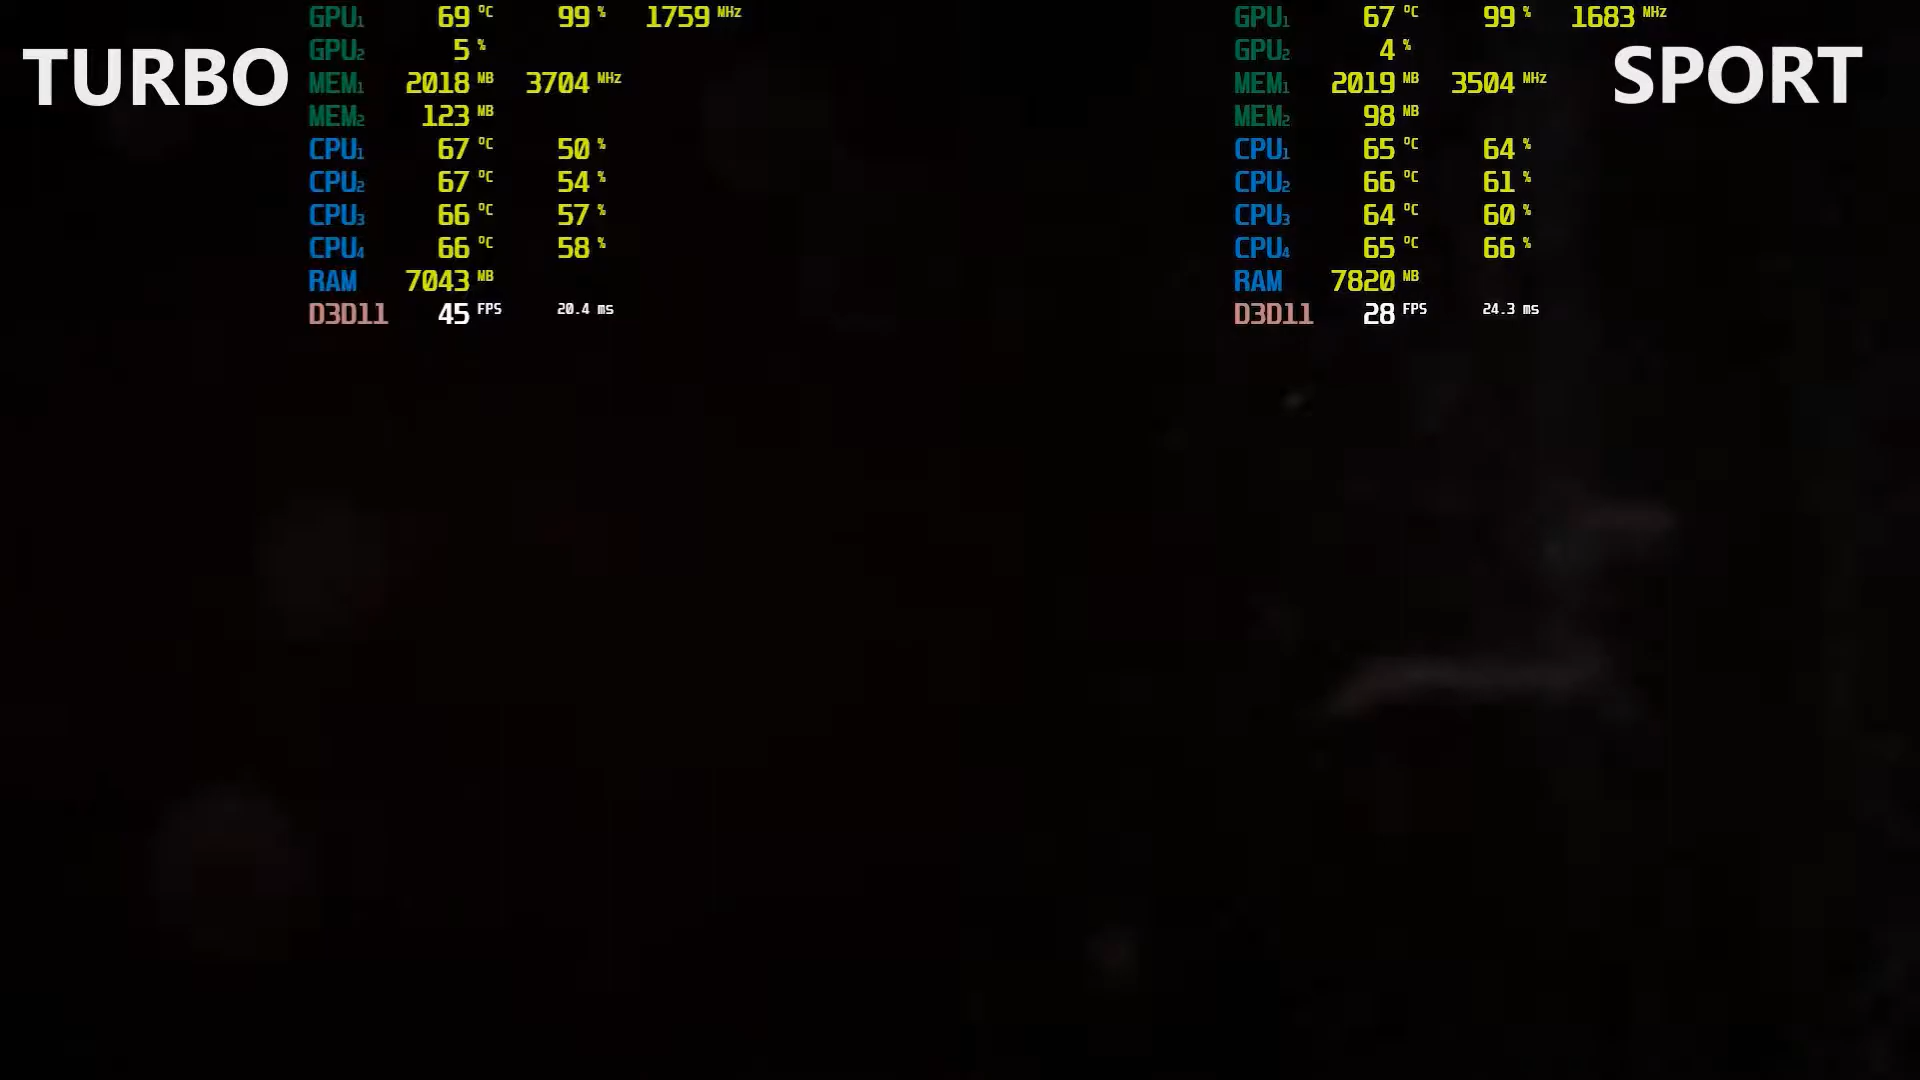 TURBO
GPU1 69 °C 99 % 1759 MHz
GPU2 5 %
MEM1 2018 MB 3704 MHz
MEM2 123 MB
CPU1 67 °C 50 %
CPU2 67 °C 54 %
CPU3 66 °C 57 %
CPU4 66 °C 58 %
RAM 7043 MB
D3D11 45 FPS 20.4 ms
SPORT
GPU1 67 °C 99 % 1683 MHz
GPU2 4 %
MEM1 2019 MB 3504 MHz
MEM2 98 MB
CPU1 65 °C 64 %
CPU2 66 °C 61 %
CPU3 64 °C 60 %
CPU4 65 °C 66 %
RAM 7820 MB
D3D11 28 FPS 24.3 ms